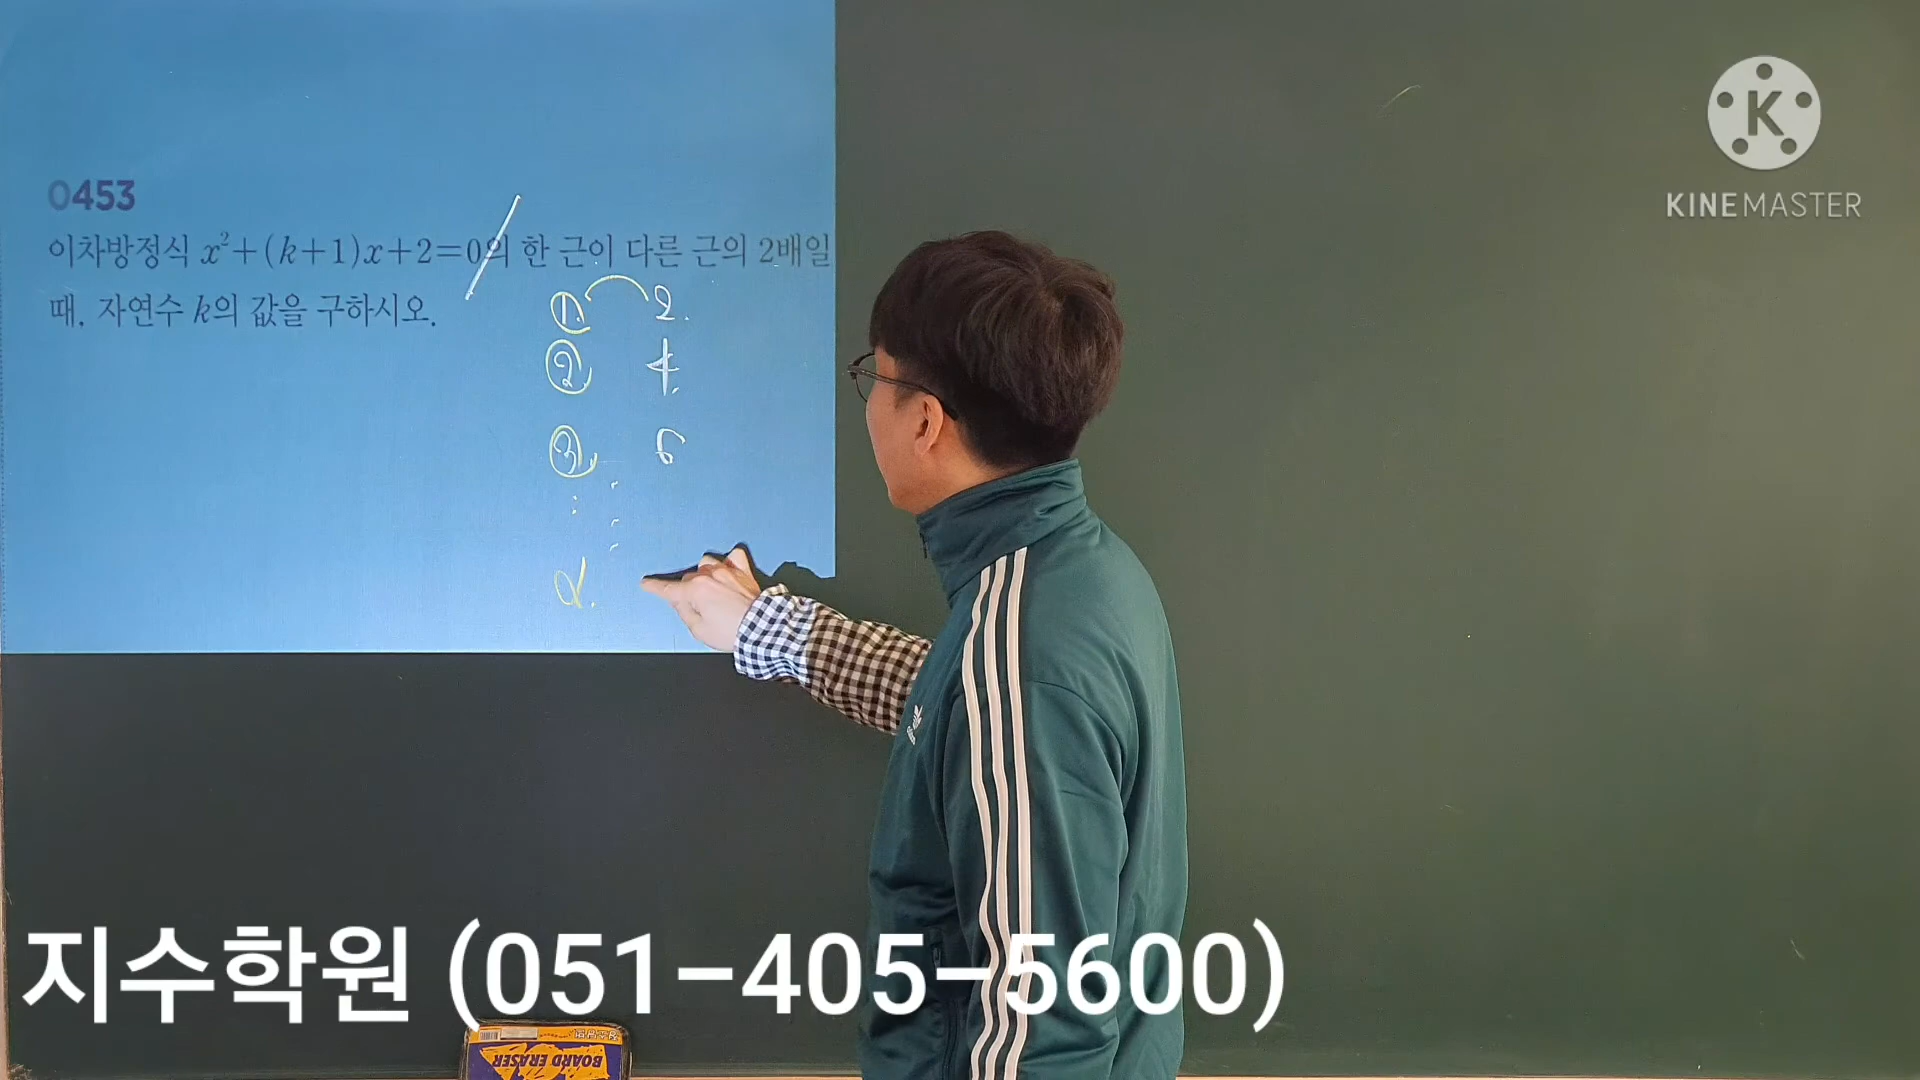 0453
이차방정식 x²+(k+1)x+2=0의 한 근이 다른 근의 2배일
때, 자연수 k의 값을 구하시오.
① 2.
② 4.
③ 6
α.
K
KINEMASTER
지수학원 (051-405-5600)
BOARD ERASER